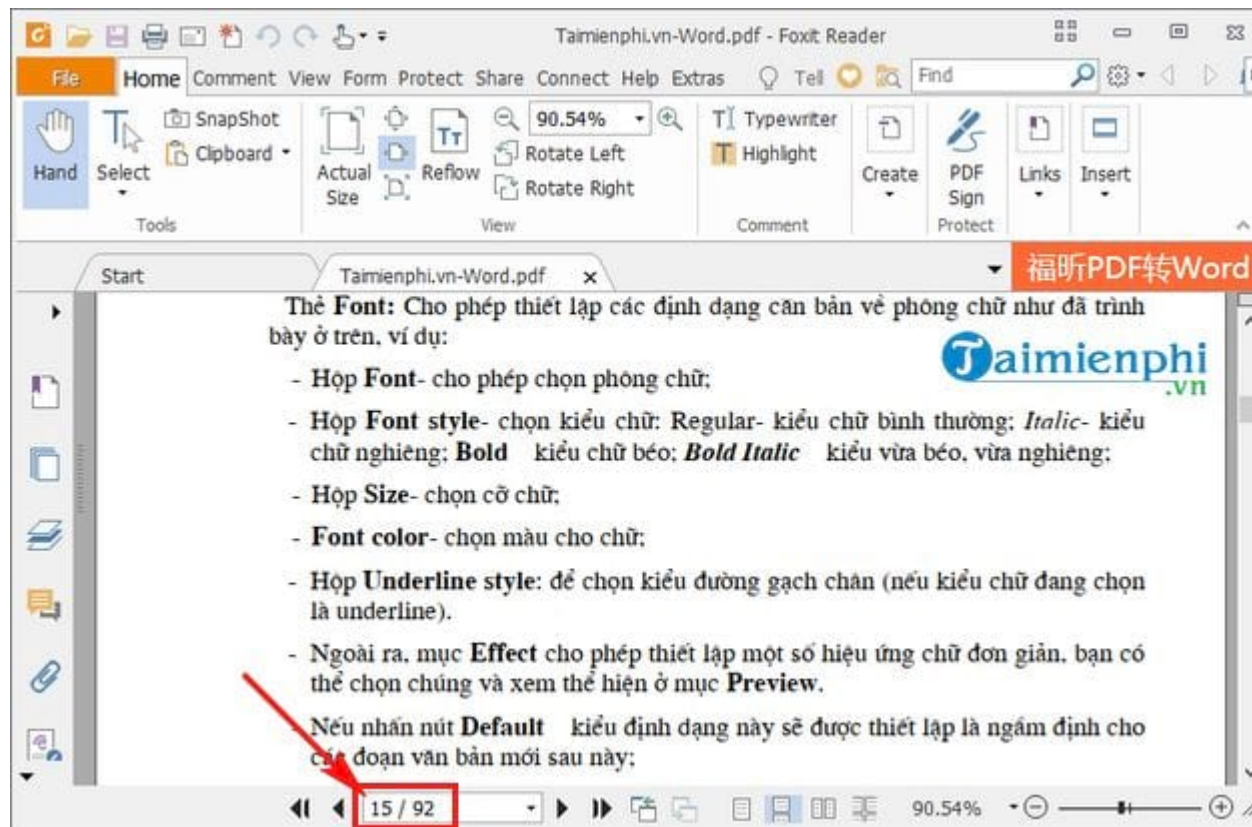 Taimienphi.vn-Word.pdf - Foxit Reader
File Home Comment View Form Protect Share Connect Help Extras Tell Find
Hand
Select
SnapShot
Clipboard
Tools
Actual Size
Reflow
90.54%
Rotate Left
Rotate Right
View
Typewriter
Highlight
Comment
Create
PDF Sign
Protect
Links
Insert
Start
Taimienphi.vn-Word.pdf x
福昕PDF转Word
Thẻ Font: Cho phép thiết lập các định dạng căn bản về phông chữ như đã trình
bày ở trên, ví dụ:
Taimienphi
.vn
- Hộp Font- cho phép chọn phông chữ;
- Hộp Font style- chọn kiểu chữ: Regular- kiểu chữ bình thường; Italic- kiểu
chữ nghiêng; Bold kiểu chữ béo; Bold Italic kiểu vừa béo, vừa nghiêng;
- Hộp Size- chọn cỡ chữ;
- Font color- chọn màu cho chữ;
- Hộp Underline style: để chọn kiểu đường gạch chân (nếu kiểu chữ đang chọn
là underline).
- Ngoài ra, mục Effect cho phép thiết lập một số hiệu ứng chữ đơn giản, bạn có
thể chọn chúng và xem thể hiện ở mục Preview.
Nếu nhấn nút Default kiểu định dạng này sẽ được thiết lập là ngầm định cho
các đoạn văn bản mới sau này;
15 / 92
90.54%